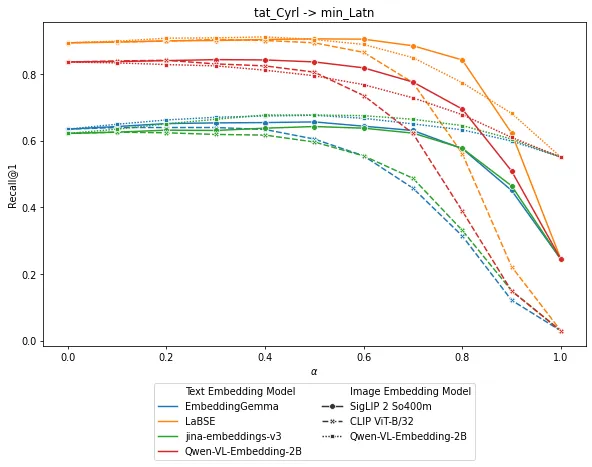 tat_Cyrl -> min_Latn
Recall@1
0.8
0.6
0.4
0.2
0.0
0.0 0.2 0.4 0.6 0.8 1.0
α
Text Embedding Model
EmbeddingGemma
LaBSE
jina-embeddings-v3
Qwen-VL-Embedding-2B
Image Embedding Model
SigLIP 2 So400m
CLIP ViT-B/32
Qwen-VL-Embedding-2B